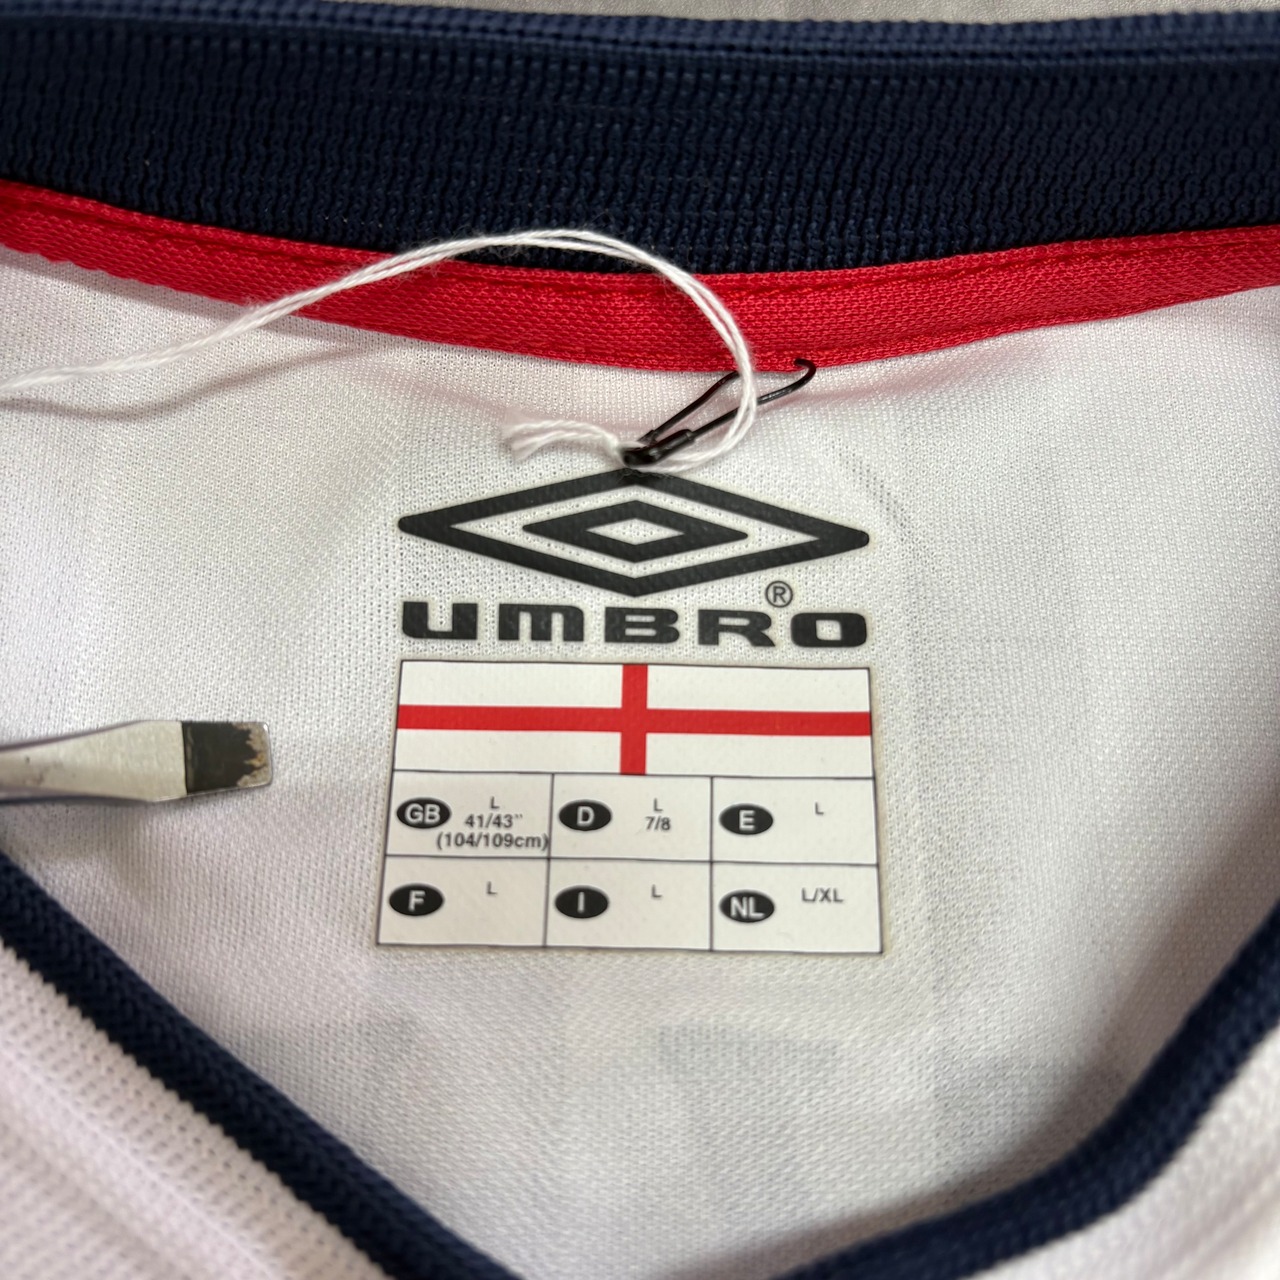 UMBRO®
GB L 41/43"
(104/109cm)
D L
7/8
E L
F L
I L
NL L/XL